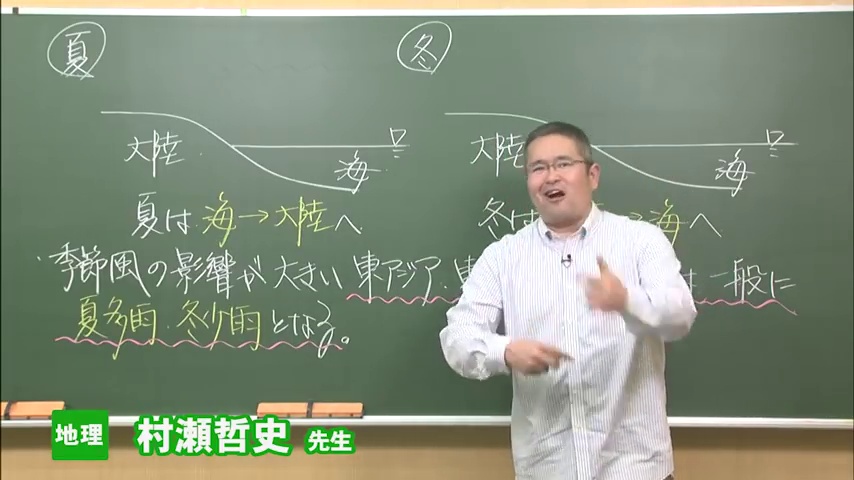 夏
冬
大陸
海
大陸
海
夏は 海→大陸へ
冬は →海へ
・季節風の影響が大きい 東アジア・東 は一般に
夏多雨・冬少雨となる。
地理 村瀬哲史 先生